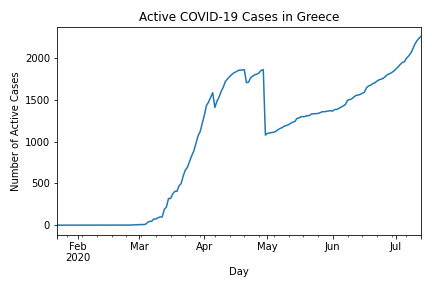 Active COVID-19 Cases in Greece
Number of Active Cases
2000
1500
1000
500
0
Feb Mar Apr May Jun Jul
2020
Day